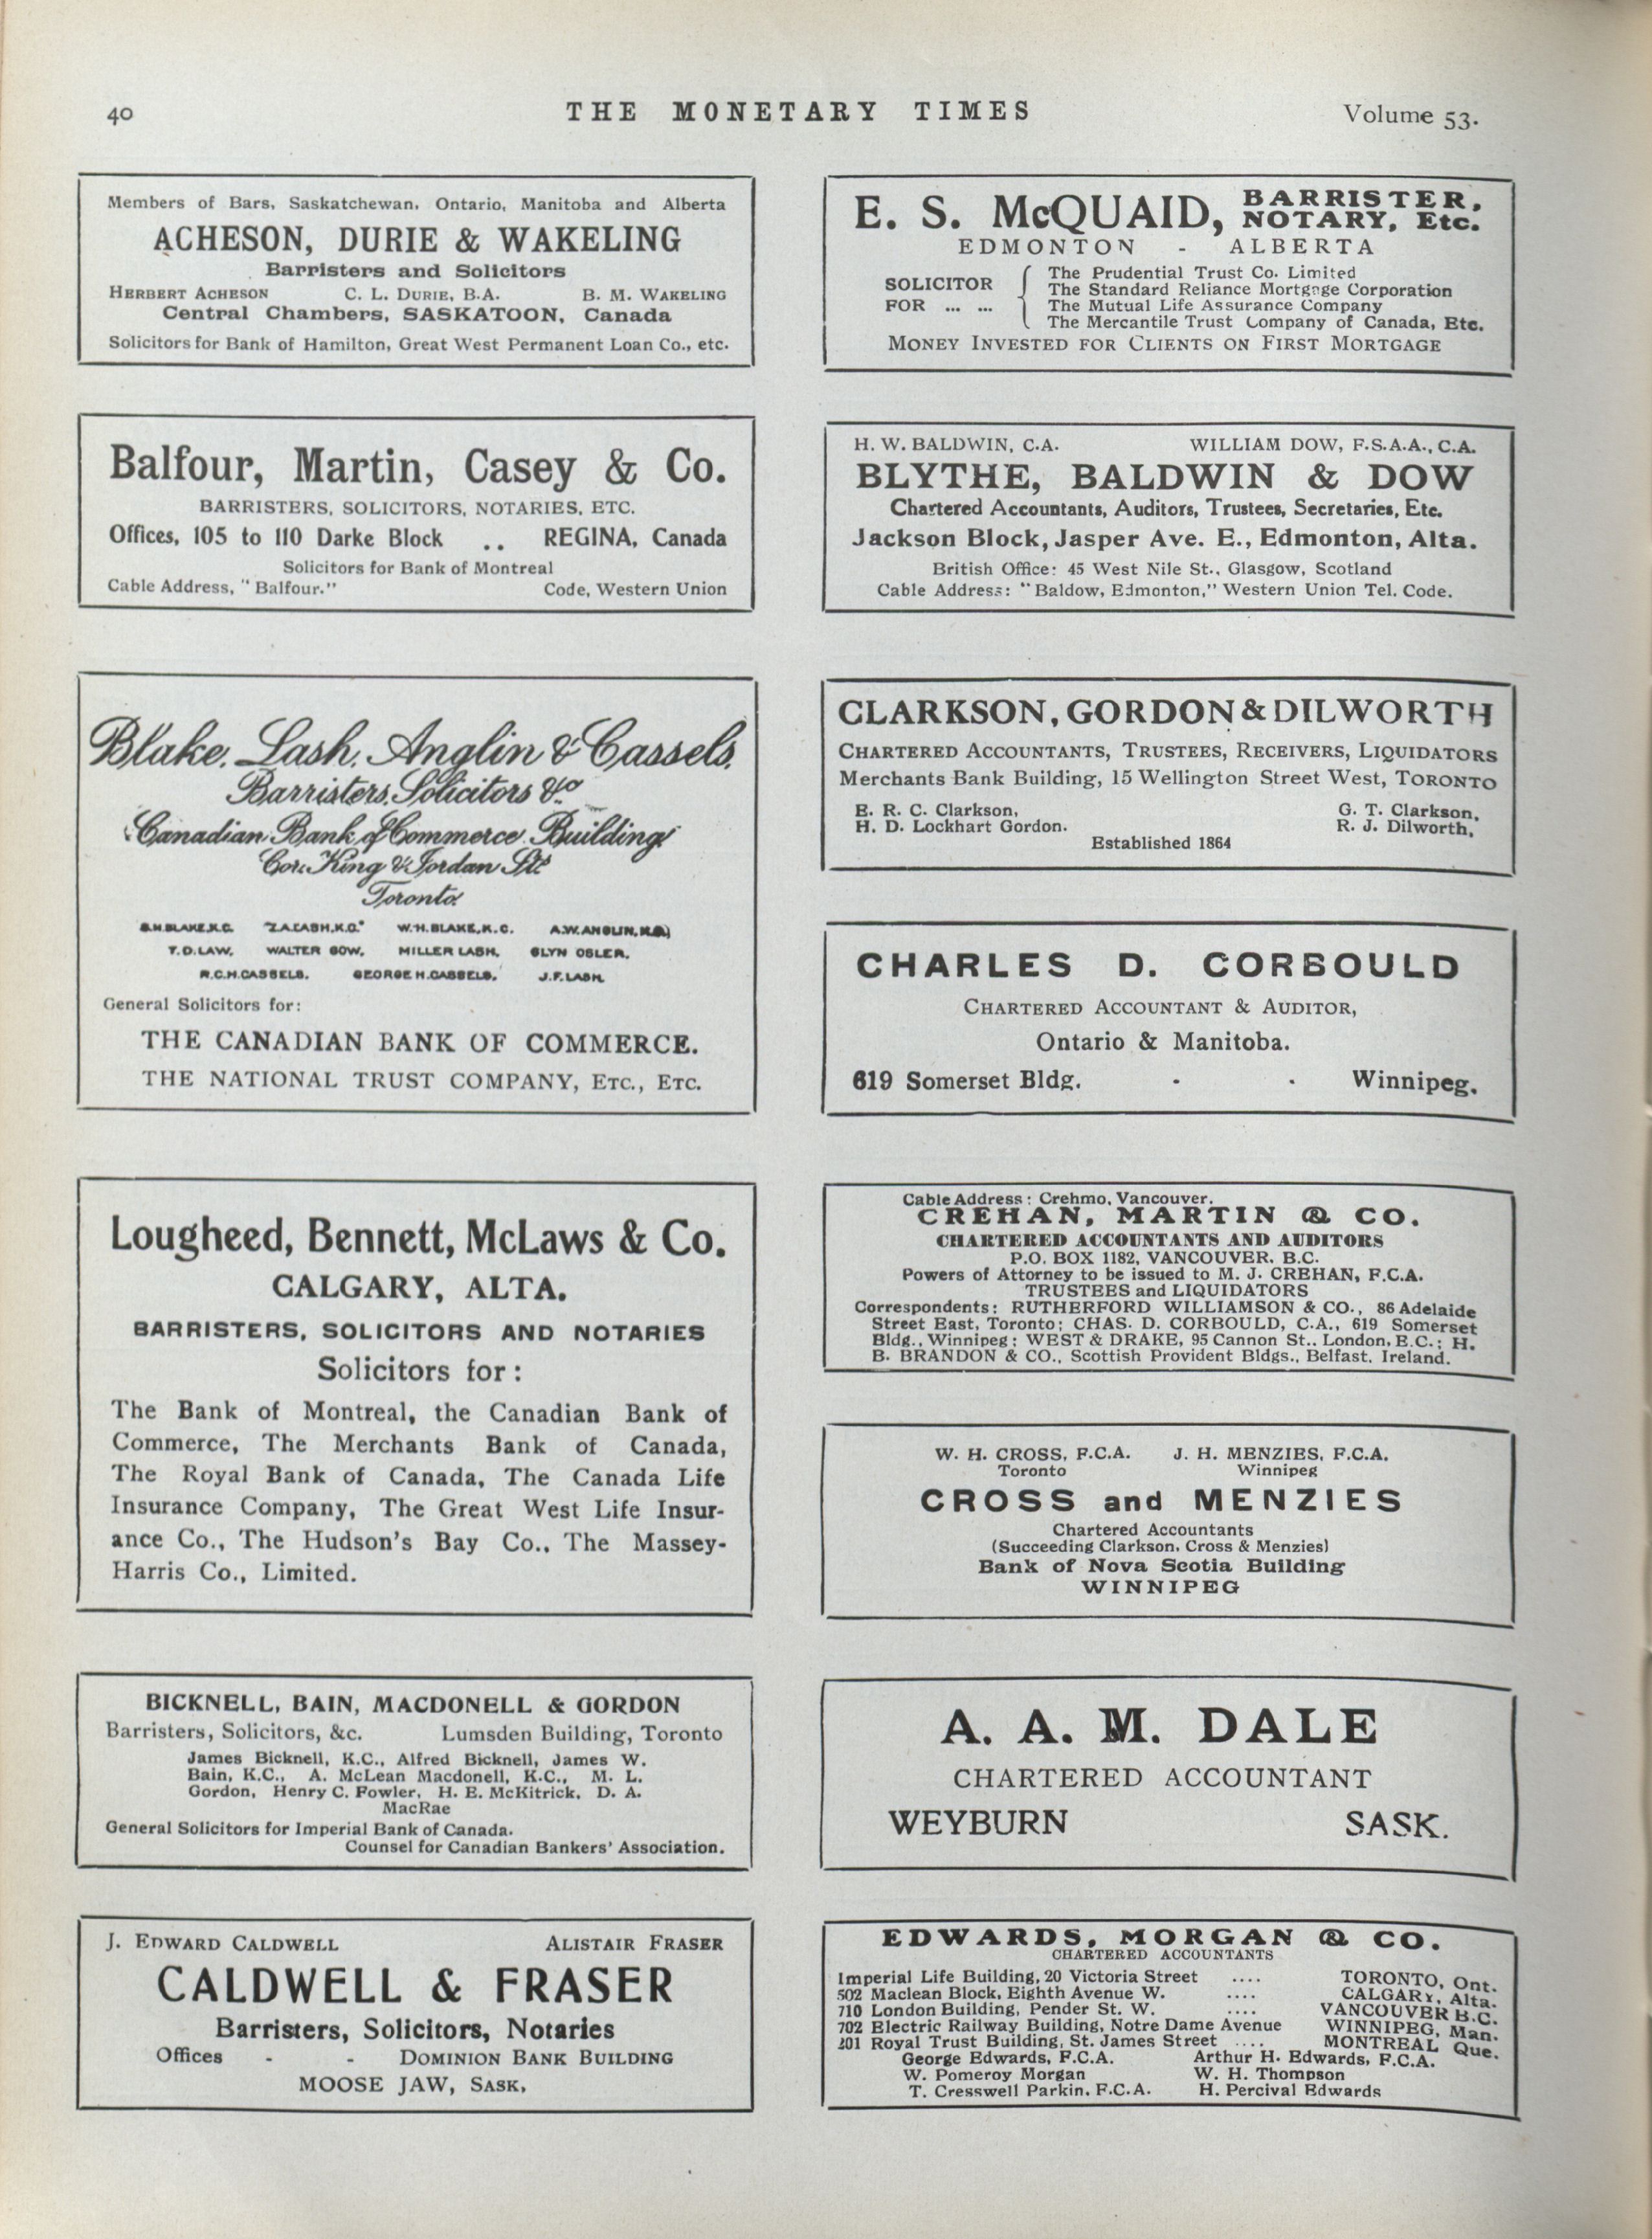 40
THE MONETARY TIMES
Volume 53.
Members of Bars, Saskatchewan, Ontario, Manitoba and Alberta
ACHESON, DURIE & WAKELING
Barristers and Solicitors
HERBERT ACHESON C. L. DURIE, B.A. B. M. WAKELING
Central Chambers, SASKATOON, Canada
Solicitors for Bank of Hamilton, Great West Permanent Loan Co., etc.
Balfour, Martin, Casey & Co.
BARRISTERS, SOLICITORS, NOTARIES, ETC.
Offices, 105 to 110 Darke Block .. REGINA, Canada
Solicitors for Bank of Montreal
Cable Address, "Balfour." Code, Western Union
Blake, Lash, Anglin & Cassels,
Barristers, Solicitors &c
Canadian Bank of Commerce Building
Cor. King & Jordan Sts
Toronto
S.H.BLAKE,K.C. Z.A.LASH,K.C. W.H.BLAKE,K.C. A.W.ANGLIN,K.C.
T.D.LAW, WALTER GOW, MILLER LASH, GLYN OSLER,
R.C.H.CASSELS, GEORGE H.CASSELS, J.F.LASH,
General Solicitors for:
THE CANADIAN BANK OF COMMERCE.
THE NATIONAL TRUST COMPANY, ETC., ETC.
Lougheed, Bennett, McLaws & Co.
CALGARY, ALTA.
BARRISTERS, SOLICITORS AND NOTARIES
Solicitors for:
The Bank of Montreal, the Canadian Bank of
Commerce, The Merchants Bank of Canada,
The Royal Bank of Canada, The Canada Life
Insurance Company, The Great West Life Insur-
ance Co., The Hudson's Bay Co., The Massey-
Harris Co., Limited.
BICKNELL, BAIN, MACDONELL & GORDON
Barristers, Solicitors, &c. Lumsden Building, Toronto
James Bicknell, K.C., Alfred Bicknell, James W.
Bain, K.C., A. McLean Macdonell, K.C., M. L.
Gordon, Henry C. Fowler, H. E. McKitrick, D. A.
MacRae
General Solicitors for Imperial Bank of Canada.
Counsel for Canadian Bankers' Association.
J. EDWARD CALDWELL ALISTAIR FRASER
CALDWELL & FRASER
Barristers, Solicitors, Notaries
Offices - - DOMINION BANK BUILDING
MOOSE JAW, SASK,
E. S. McQUAID, BARRISTER,
NOTARY, Etc.
EDMONTON - ALBERTA
SOLICITOR FOR ... ...
The Prudential Trust Co. Limited
The Standard Reliance Mortgage Corporation
The Mutual Life Assurance Company
The Mercantile Trust Company of Canada, Etc.
MONEY INVESTED FOR CLIENTS ON FIRST MORTGAGE
H. W. BALDWIN, C.A. WILLIAM DOW, F.S.A.A., C.A.
BLYTHE, BALDWIN & DOW
Chartered Accountants, Auditors, Trustees, Secretaries, Etc.
Jackson Block, Jasper Ave. E., Edmonton, Alta.
British Office: 45 West Nile St., Glasgow, Scotland
Cable Address: "Baldow, Edmonton," Western Union Tel. Code.
CLARKSON, GORDON & DILWORTH
CHARTERED ACCOUNTANTS, TRUSTEES, RECEIVERS, LIQUIDATORS
Merchants Bank Building, 15 Wellington Street West, TORONTO
E. R. C. Clarkson, G. T. Clarkson,
H. D. Lockhart Gordon. R. J. Dilworth,
Established 1864
CHARLES D. CORBOULD
CHARTERED ACCOUNTANT & AUDITOR,
Ontario & Manitoba.
619 Somerset Bldg. - - Winnipeg.
Cable Address: Crehmo, Vancouver.
CREHAN, MARTIN & CO.
CHARTERED ACCOUNTANTS AND AUDITORS
P.O. BOX 1182, VANCOUVER, B.C.
Powers of Attorney to be issued to M. J. CREHAN, F.C.A.
TRUSTEES and LIQUIDATORS
Correspondents: RUTHERFORD WILLIAMSON & CO., 86 Adelaide
Street East, Toronto; CHAS. D. CORBOULD, C.A., 619 Somerset
Bldg., Winnipeg; WEST & DRAKE, 95 Cannon St., London, E.C.; H.
B. BRANDON & CO., Scottish Provident Bldgs., Belfast, Ireland.
W. H. CROSS, F.C.A. J. H. MENZIES, F.C.A.
Toronto Winnipeg
CROSS and MENZIES
Chartered Accountants
(Succeeding Clarkson, Cross & Menzies)
Bank of Nova Scotia Building
WINNIPEG
A. A. M. DALE
CHARTERED ACCOUNTANT
WEYBURN SASK.
EDWARDS, MORGAN & CO.
CHARTERED ACCOUNTANTS
Imperial Life Building, 20 Victoria Street .... TORONTO, Ont.
502 Maclean Block, Eighth Avenue W. .... CALGARY, Alta.
710 London Building, Pender St. W. .... VANCOUVER B.C.
702 Electric Railway Building, Notre Dame Avenue WINNIPEG, Man.
201 Royal Trust Building, St. James Street .... MONTREAL Que.
George Edwards, F.C.A. Arthur H. Edwards, F.C.A.
W. Pomeroy Morgan W. H. Thompson
T. Cresswell Parkin, F.C.A. H. Percival Edwards